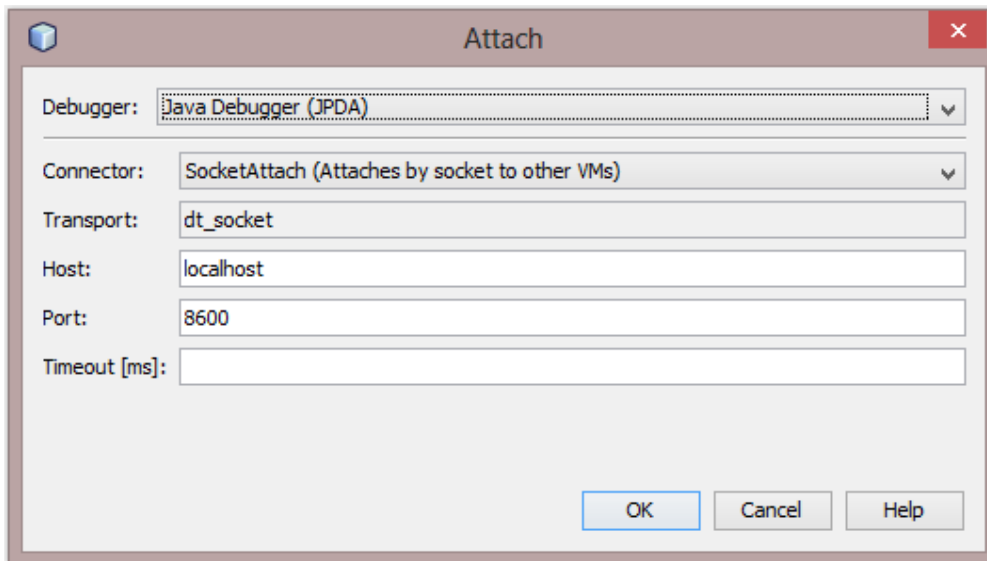 Attach
Debugger: Java Debugger (JPDA)
Connector: SocketAttach (Attaches by socket to other VMs)
Transport: dt_socket
Host: localhost
Port: 8600
Timeout [ms]:
OK Cancel Help